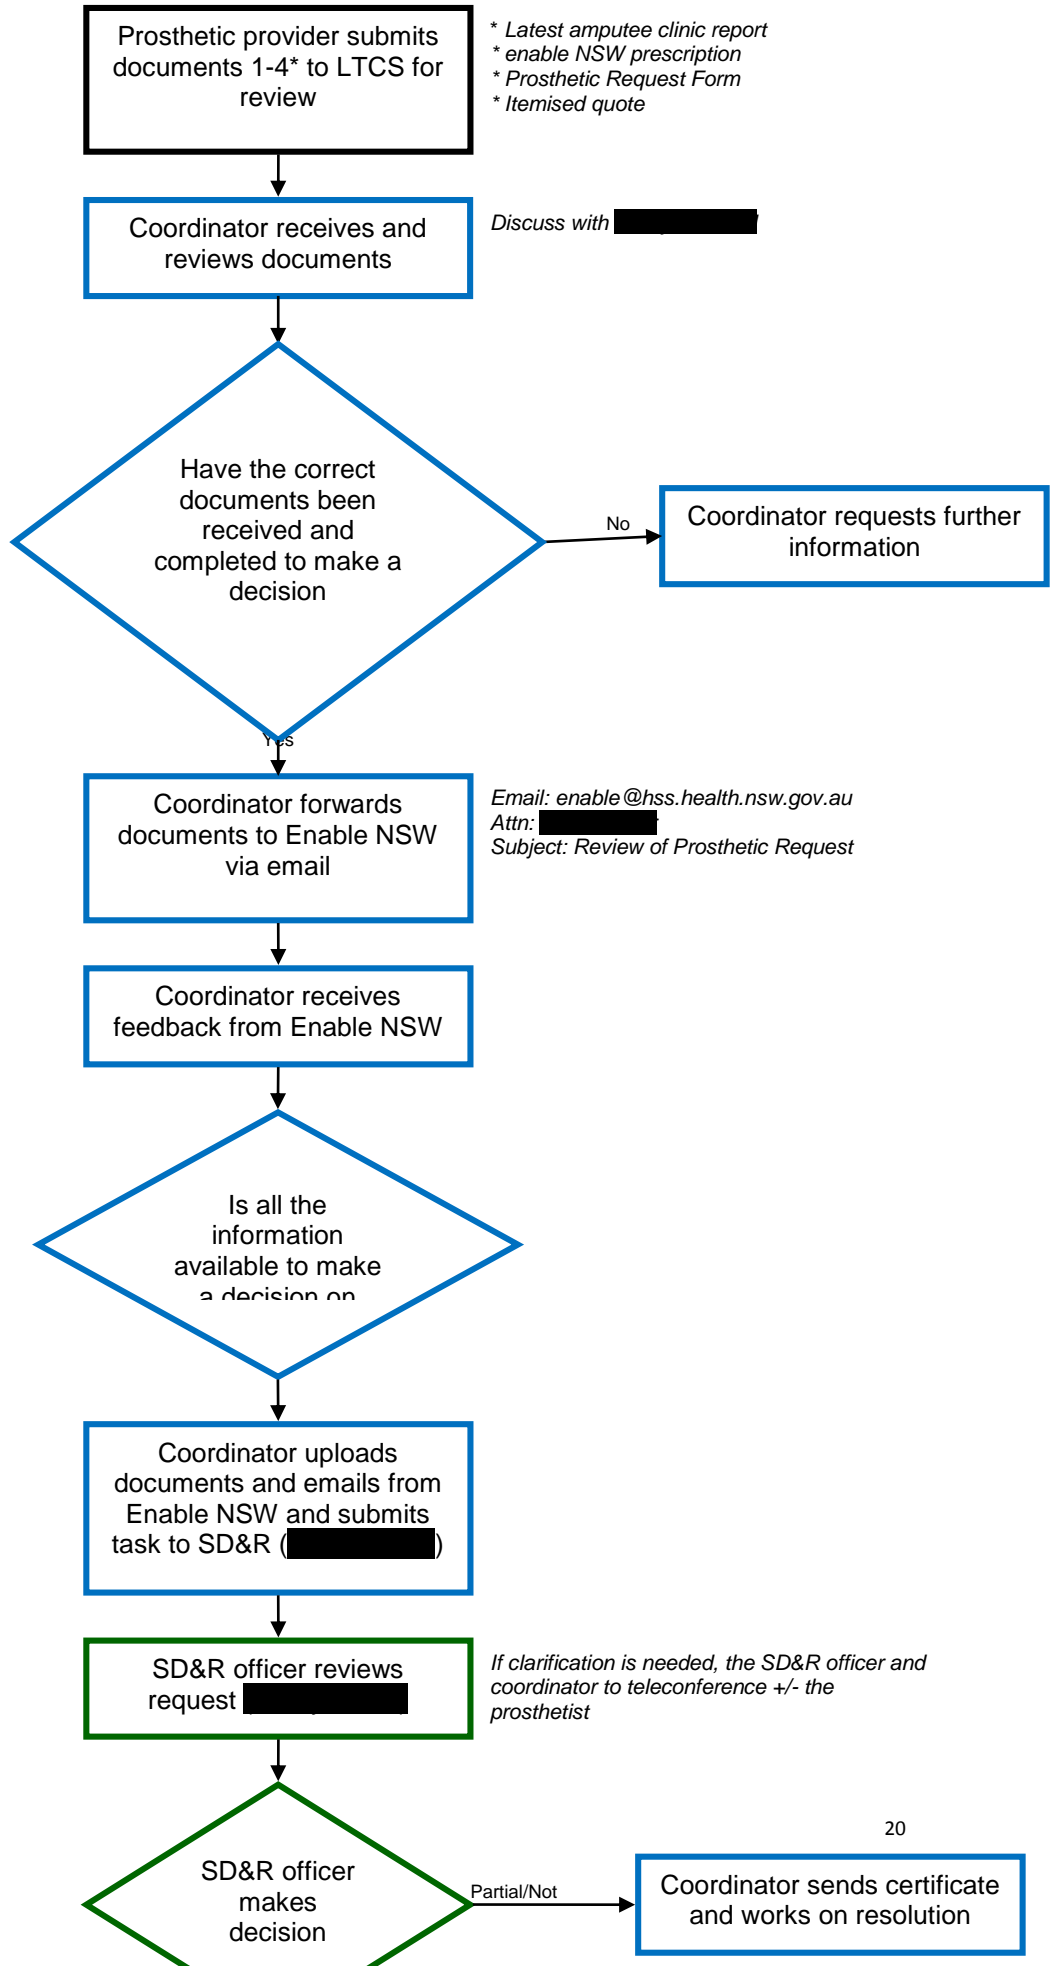 Prosthetic provider submits
documents 1-4* to LTCS for
review
* Latest amputee clinic report
* enable NSW prescription
* Prosthetic Request Form
* Itemised quote
Coordinator receives and
reviews documents
Discuss with
Have the correct
documents been
received and
completed to make a
decision
No
Coordinator requests further
information
Yes
Coordinator forwards
documents to Enable NSW
via email
Email: enable@hss.health.nsw.gov.au
Attn:
Subject: Review of Prosthetic Request
Coordinator receives
feedback from Enable NSW
Is all the
information
available to make
a decision on
Coordinator uploads
documents and emails from
Enable NSW and submits
task to SD&R ( )
SD&R officer reviews
request
If clarification is needed, the SD&R officer and
coordinator to teleconference +/- the
prosthetist
20
SD&R officer
makes
decision
Partial/Not
Coordinator sends certificate
and works on resolution